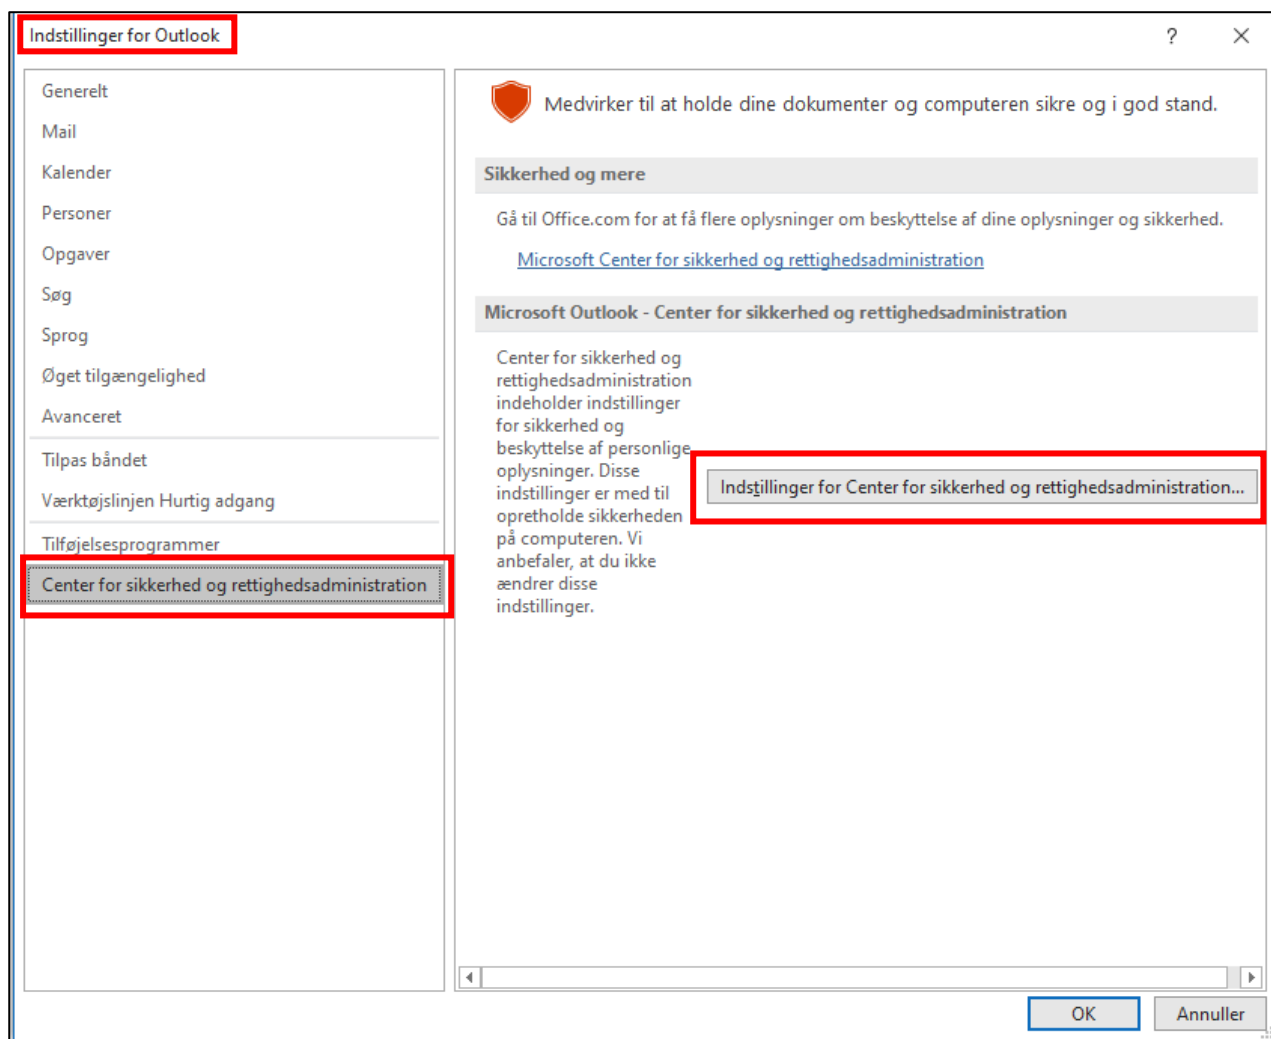 Indstillinger for Outlook
?
Generelt
Mail
Kalender
Personer
Opgaver
Søg
Sprog
Øget tilgængelighed
Avanceret
Tilpas båndet
Værktøjslinjen Hurtig adgang
Tilføjelsesprogrammer
Center for sikkerhed og rettighedsadministration
Medvirker til at holde dine dokumenter og computeren sikre og i god stand.
Sikkerhed og mere
Gå til Office.com for at få flere oplysninger om beskyttelse af dine oplysninger og sikkerhed.
Microsoft Center for sikkerhed og rettighedsadministration
Microsoft Outlook - Center for sikkerhed og rettighedsadministration
Center for sikkerhed og
rettighedsadministration
indeholder indstillinger
for sikkerhed og
beskyttelse af personlige
oplysninger. Disse
indstillinger er med til
opretholde sikkerheden
på computeren. Vi
anbefaler, at du ikke
ændrer disse
indstillinger.
Indstillinger for Center for sikkerhed og rettighedsadministration...
OK
Annuller